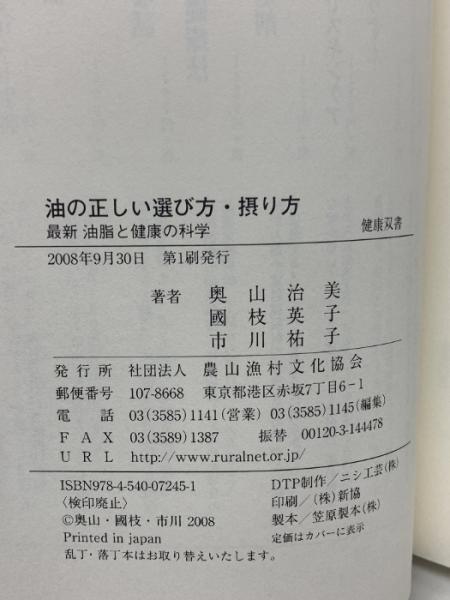 油の正しい選び方・摂り方
最新 油脂と健康の科学
健康双書
2008年9月30日 第1刷発行
著者 奥山治美
國枝英子
市川祐子
発行所 社団法人 農山漁村文化協会
郵便番号 107-8668 東京都港区赤坂7丁目6-1
電話 03(3585)1141(営業) 03(3585)1145(編集)
FAX 03(3589)1387 振替 00120-3-144478
URL http://www.ruralnet.or.jp/
ISBN978-4-540-07245-1
〈検印廃止〉
©奥山・國枝・市川 2008
Printed in japan
乱丁・落丁本はお取り替えいたします。
DTP制作/ニシ工芸(株)
印刷/(株)新協
製本/笠原製本(株)
定価はカバーに表示